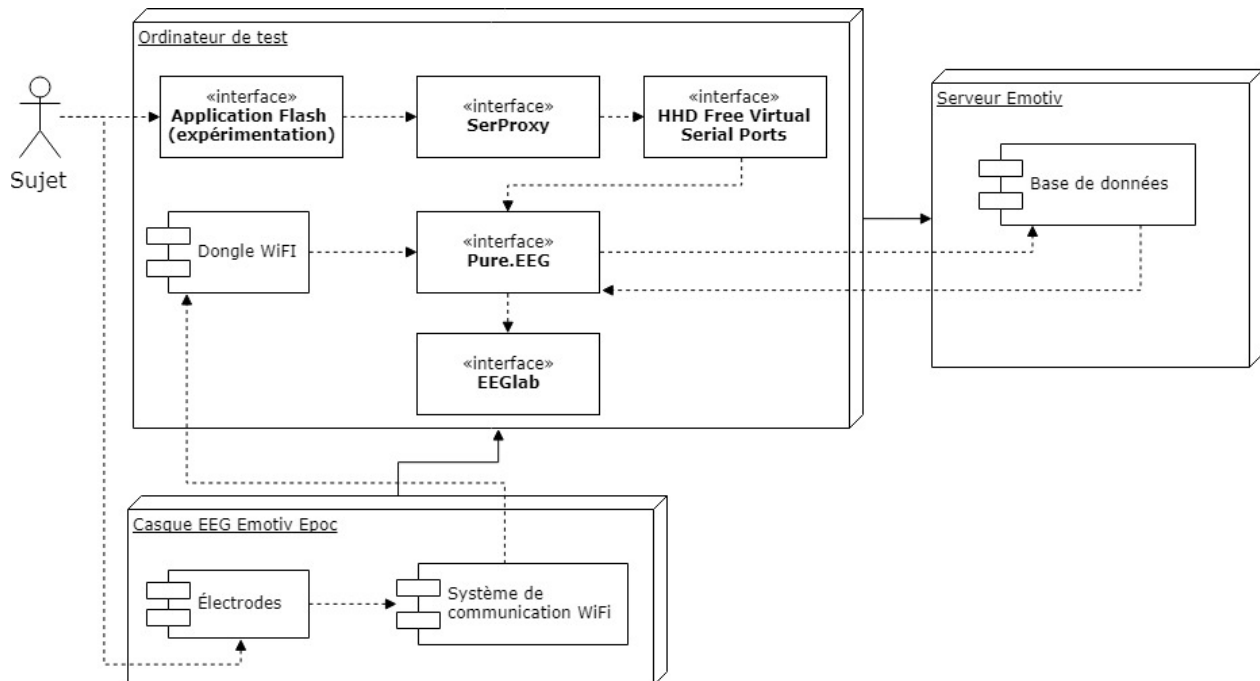 Ordinateur de test
«interface»
Application Flash
(expérimentation)
«interface»
SerProxy
«interface»
HHD Free Virtual
Serial Ports
Sujet
Serveur Emotiv
Base de données
Dongle WiFI
«interface»
Pure.EEG
«interface»
EEGlab
Casque EEG Emotiv Epoc
Électrodes
Système de
communication WiFi